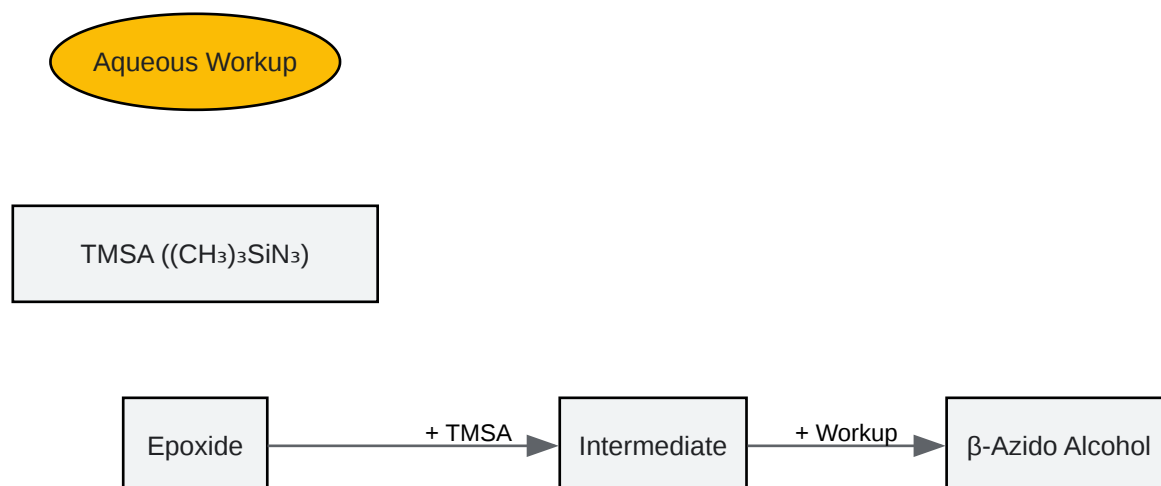 Aqueous Workup
TMSA ((CH₃)₃SiN₃)
Epoxide
+ TMSA
Intermediate
+ Workup
β-Azido Alcohol